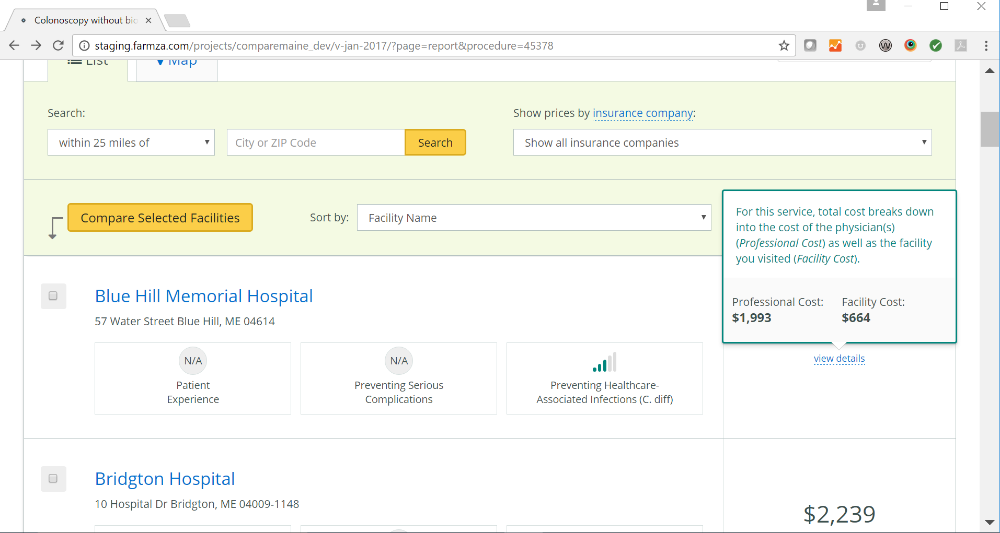 Colonoscopy without bio
staging.farmza.com/projects/comparemaine_dev/v-jan-2017/?page=report&procedure=45378
List
Map
Search:
Show prices by insurance company:
within 25 miles of
City or ZIP Code
Search
Show all insurance companies
Compare Selected Facilities
Sort by:
Facility Name
For this service, total cost breaks down
into the cost of the physician(s)
(Professional Cost) as well as the facility
you visited (Facility Cost).
Professional Cost:
$1,993
Facility Cost:
$664
view details
Blue Hill Memorial Hospital
57 Water Street Blue Hill, ME 04614
N/A
Patient
Experience
N/A
Preventing Serious
Complications
Preventing Healthcare-
Associated Infections (C. diff)
Bridgton Hospital
10 Hospital Dr Bridgton, ME 04009-1148
$2,239